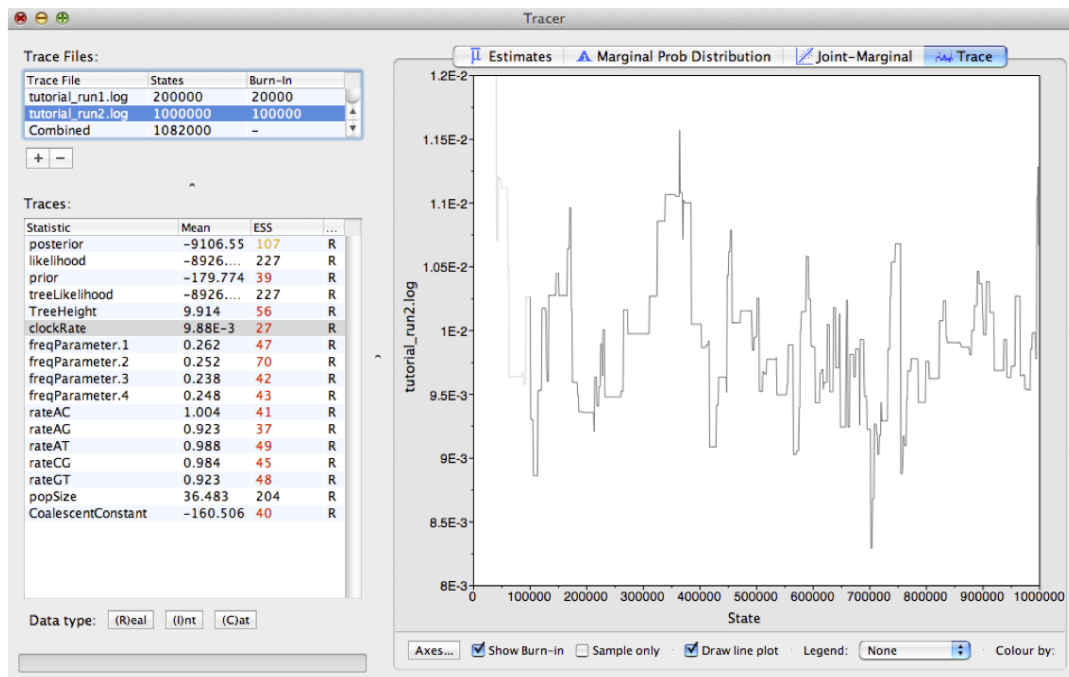 Tracer
Trace Files:
Trace File States Burn-In
tutorial_run1.log 200000 20000
tutorial_run2.log 1000000 100000
Combined 1082000 -
+ -
Traces:
Statistic Mean ESS ...
posterior -9106.55 107 R
likelihood -8926.... 227 R
prior -179.774 39 R
treeLikelihood -8926.... 227 R
TreeHeight 9.914 56 R
clockRate 9.88E-3 27 R
freqParameter.1 0.262 47 R
freqParameter.2 0.252 70 R
freqParameter.3 0.238 42 R
freqParameter.4 0.248 43 R
rateAC 1.004 41 R
rateAG 0.923 37 R
rateAT 0.988 49 R
rateCG 0.984 45 R
rateGT 0.923 48 R
popSize 36.483 204 R
CoalescentConstant -160.506 40 R
Data type: (R)eal (I)nt (C)at
μ Estimates Marginal Prob Distribution Joint-Marginal Trace
1.2E-2
1.15E-2
1.1E-2
1.05E-2
1E-2
9.5E-3
9E-3
8.5E-3
8E-3
tutorial_run2.log
0 100000 200000 300000 400000 500000 600000 700000 800000 900000 1000000
State
Axes... Show Burn-in Sample only Draw line plot Legend: None Colour by: